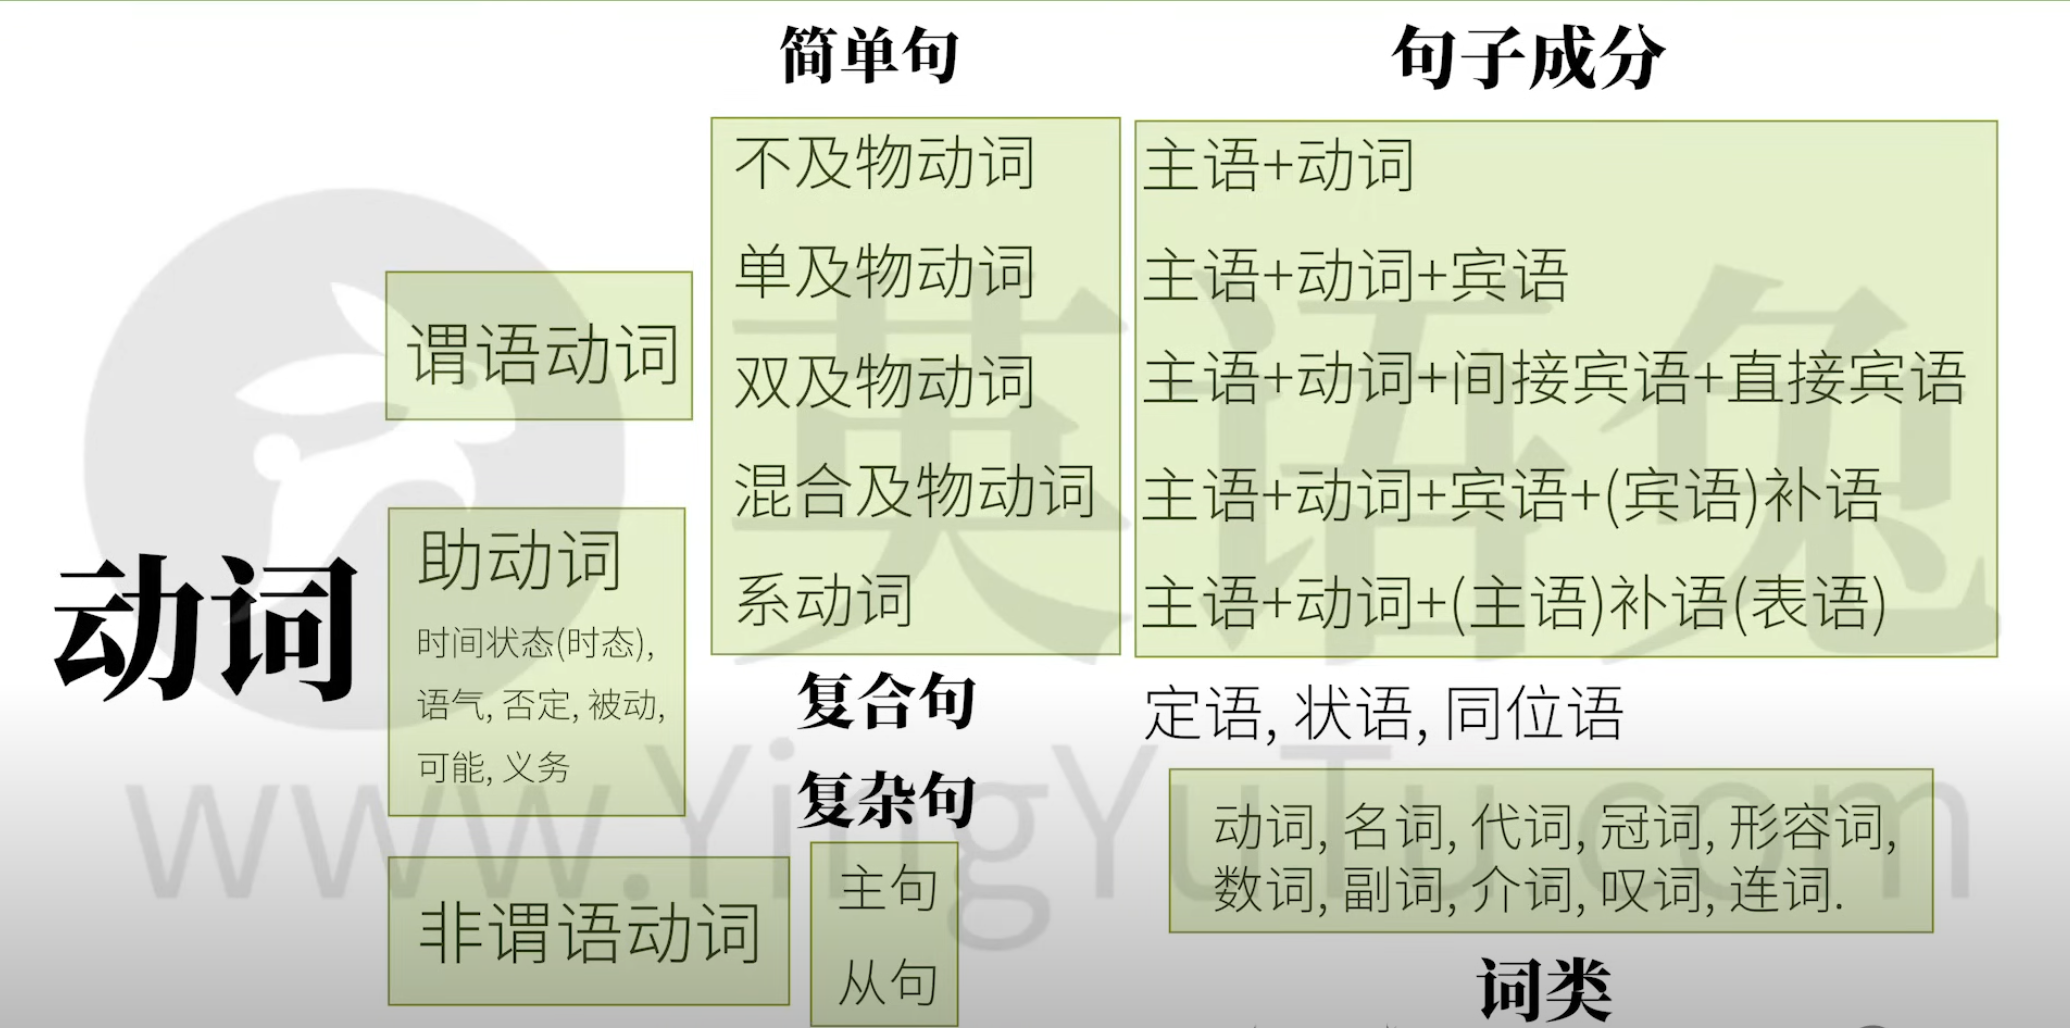 简单句
句子成分
不及物动词
主语+动词
单及物动词
主语+动词+宾语
双及物动词
主语+动词+间接宾语+直接宾语
混合及物动词
主语+动词+宾语+(宾语)补语
系动词
主语+动词+(主语)补语(表语)
谓语动词
动词
助动词
时间状态(时态),
语气, 否定, 被动,
可能, 义务
非谓语动词
复合句
复杂句
主句
从句
定语, 状语, 同位语
动词, 名词, 代词, 冠词, 形容词,
数词, 副词, 介词, 叹词, 连词.
词类
英语兔
www.YingYuTu.com